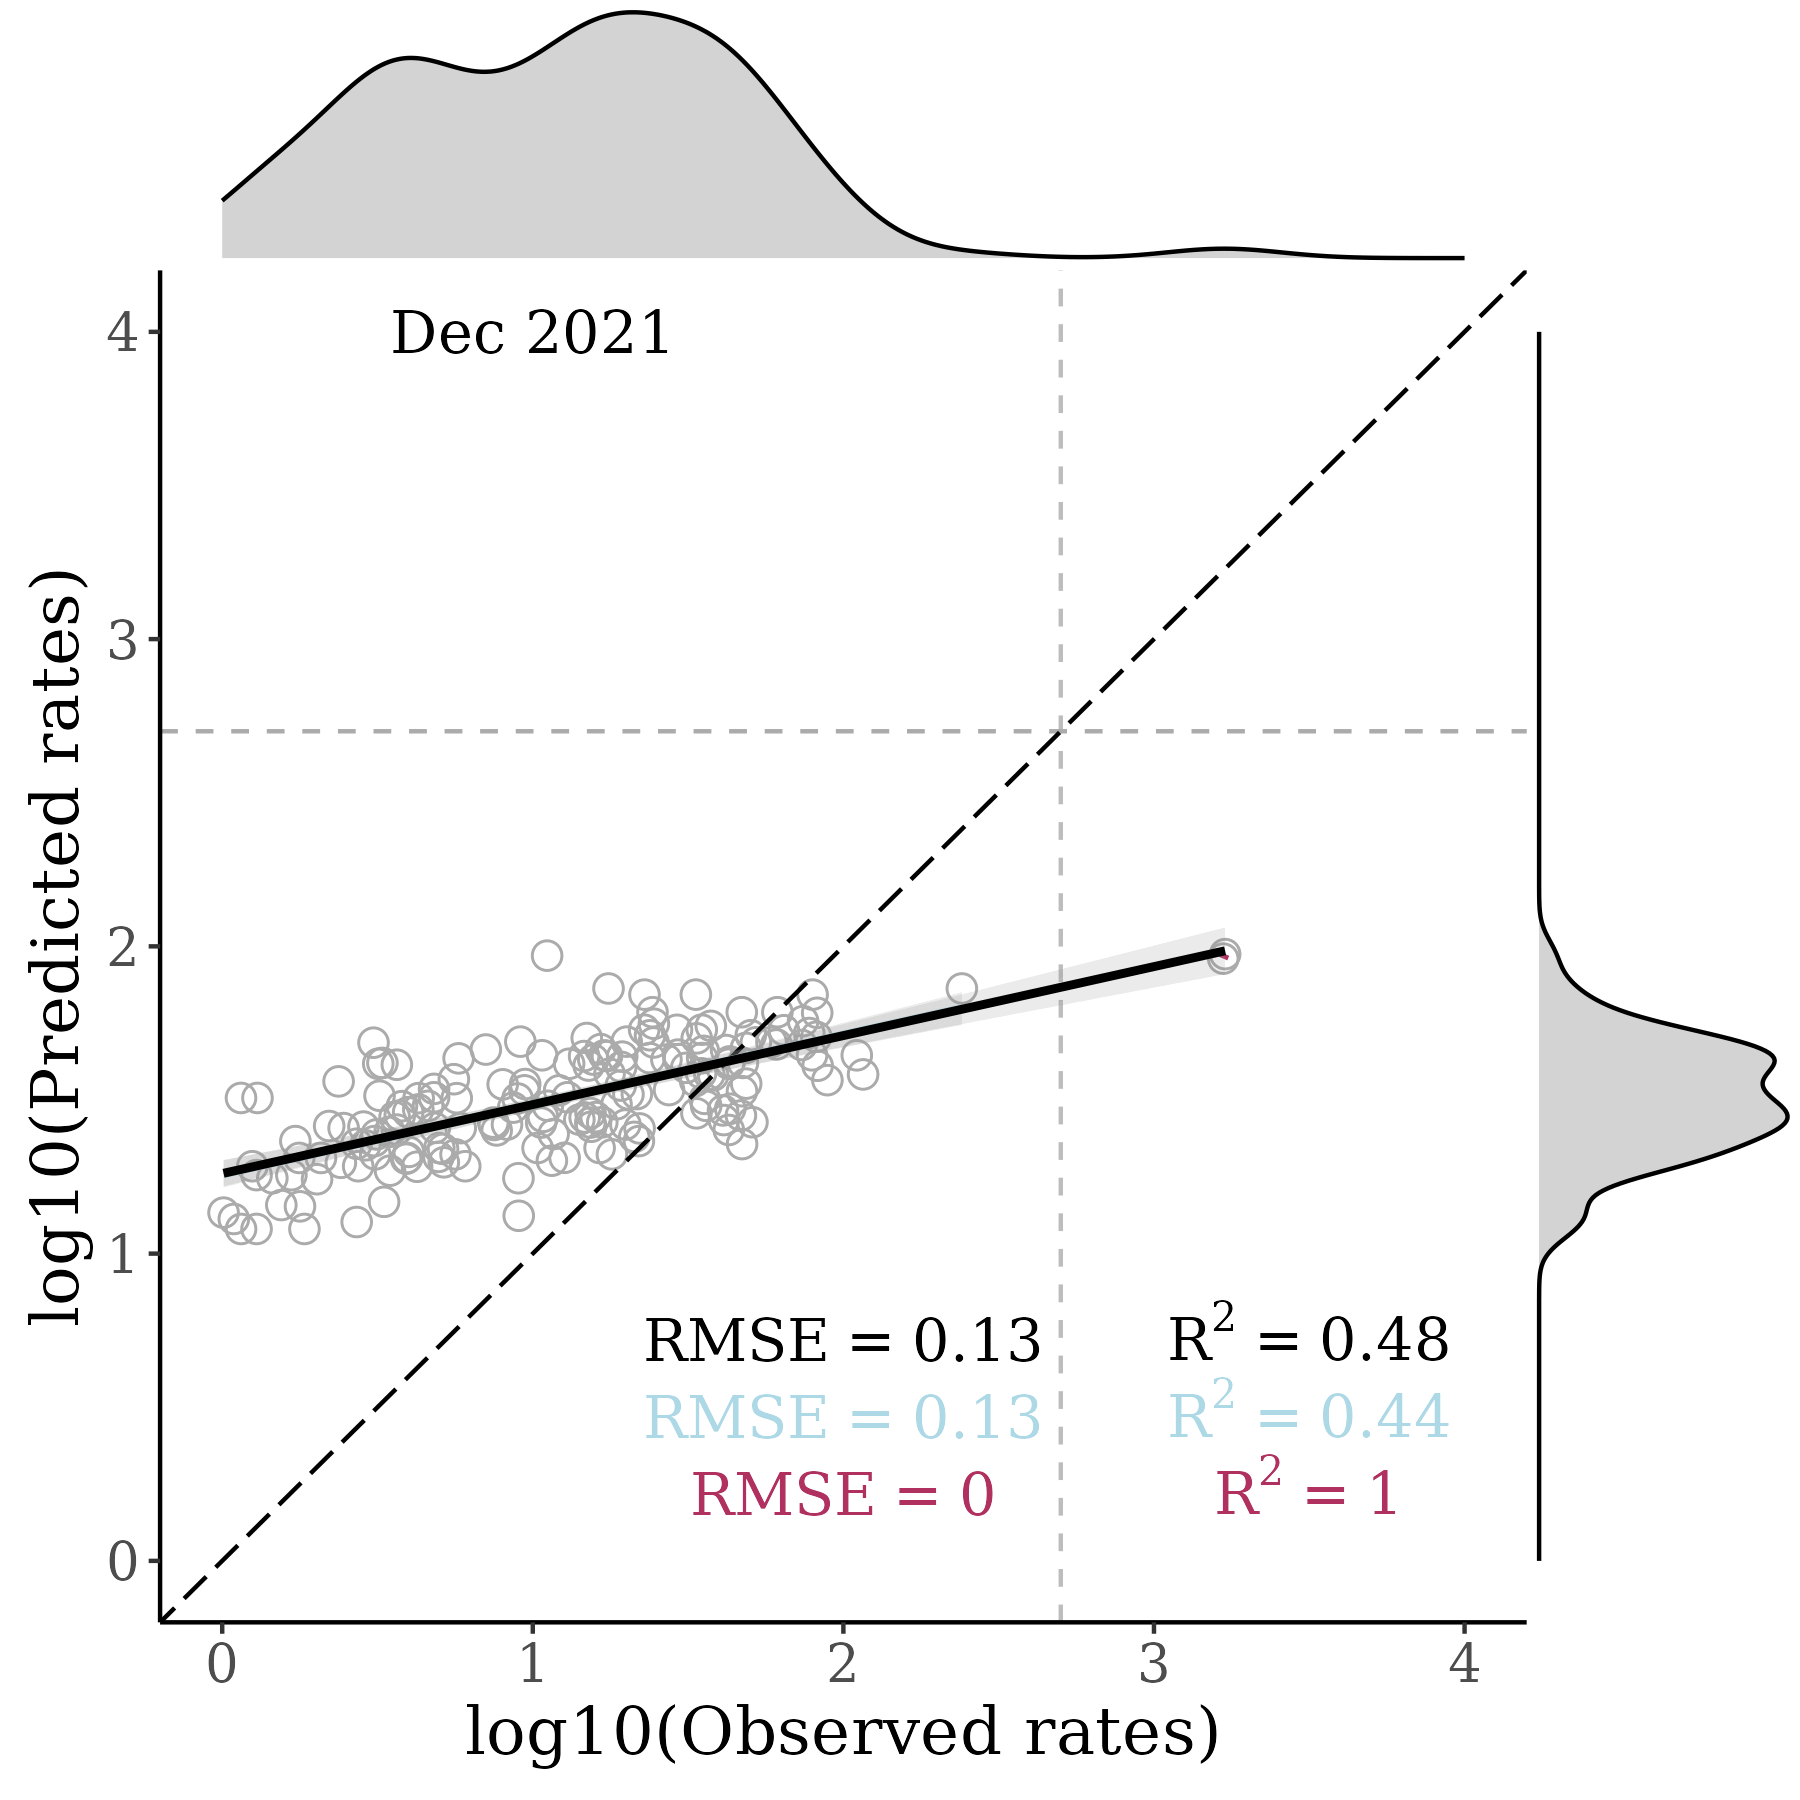 Dec 2021
4
3
2
1
0
log10(Predicted rates)
RMSE = 0.13 R² = 0.48
RMSE = 0.13 R² = 0.44
RMSE = 0 R² = 1
0 1 2 3 4
log10(Observed rates)